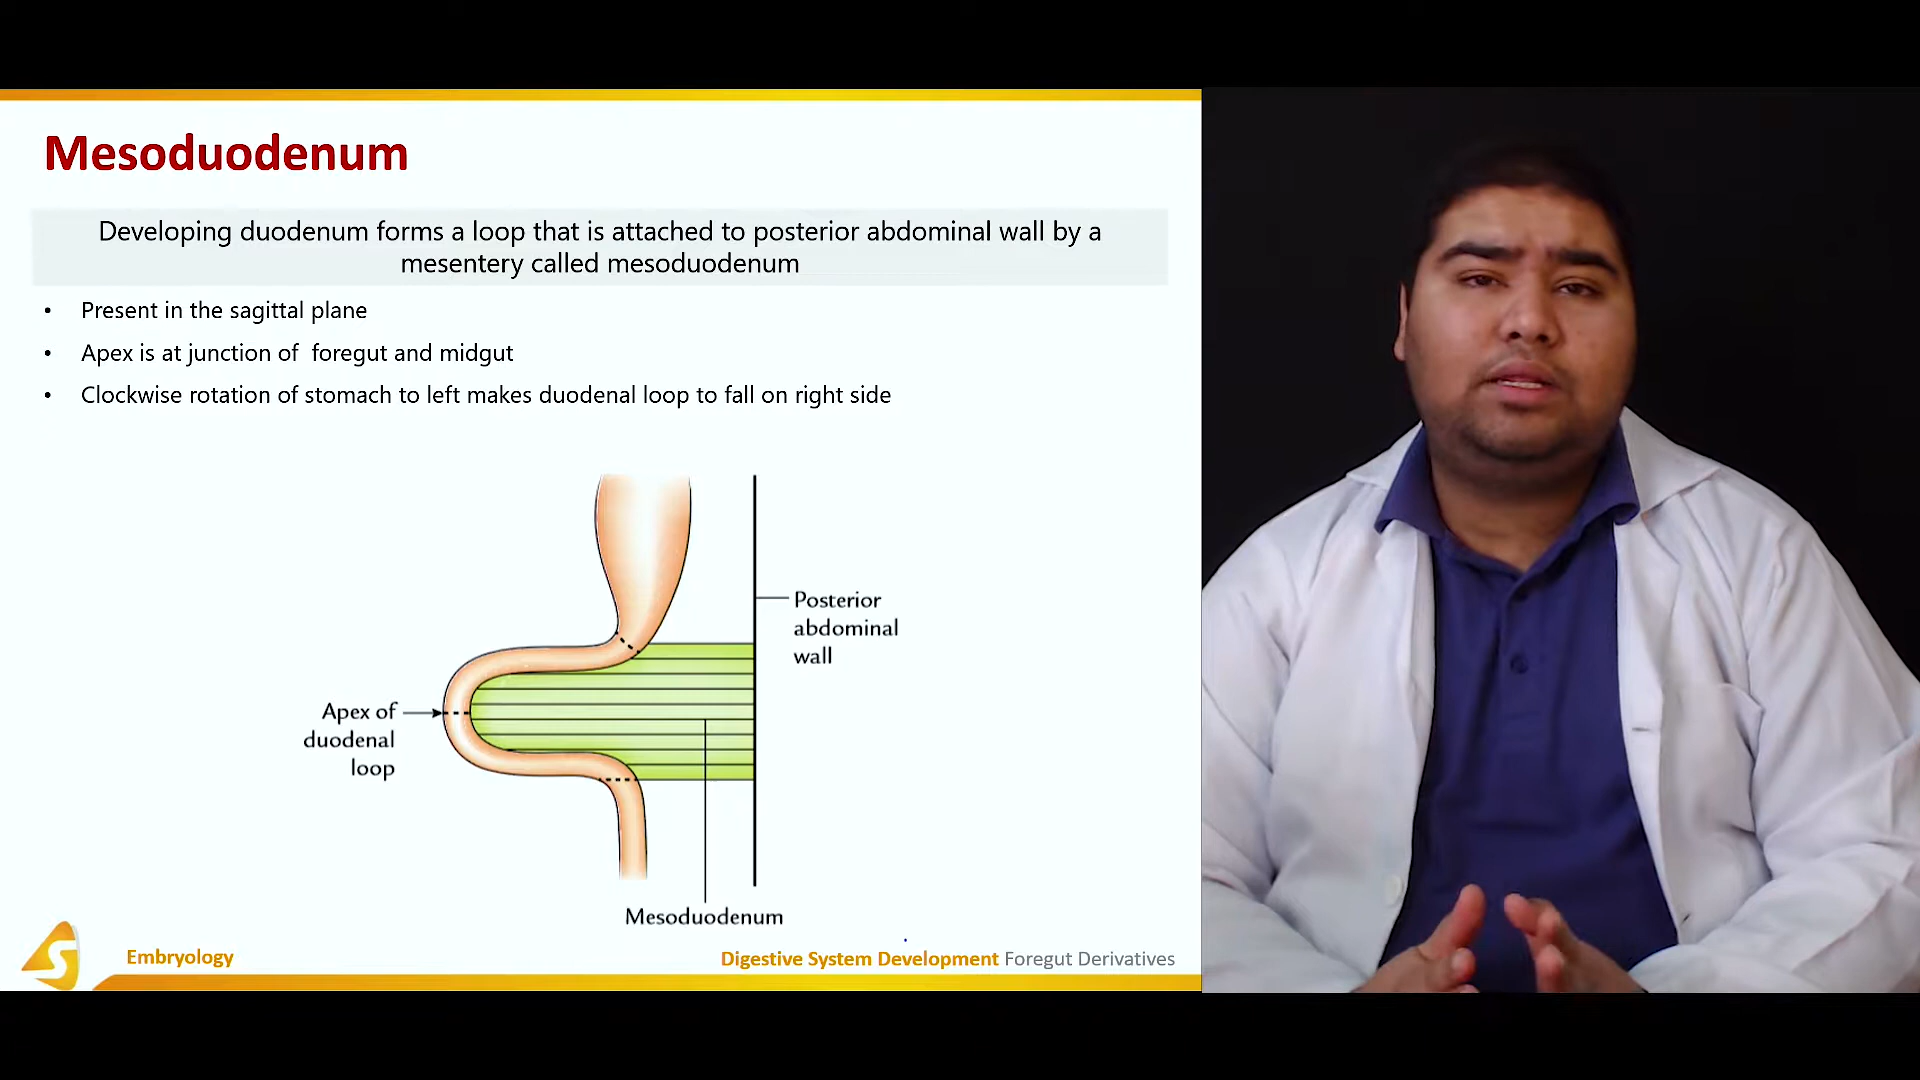 Mesoduodenum
Developing duodenum forms a loop that is attached to posterior abdominal wall by a
mesentery called mesoduodenum
• Present in the sagittal plane
• Apex is at junction of foregut and midgut
• Clockwise rotation of stomach to left makes duodenal loop to fall on right side
Posterior
abdominal
wall
Apex of
duodenal
loop
Mesoduodenum
S
Embryology
Digestive System Development Foregut Derivatives